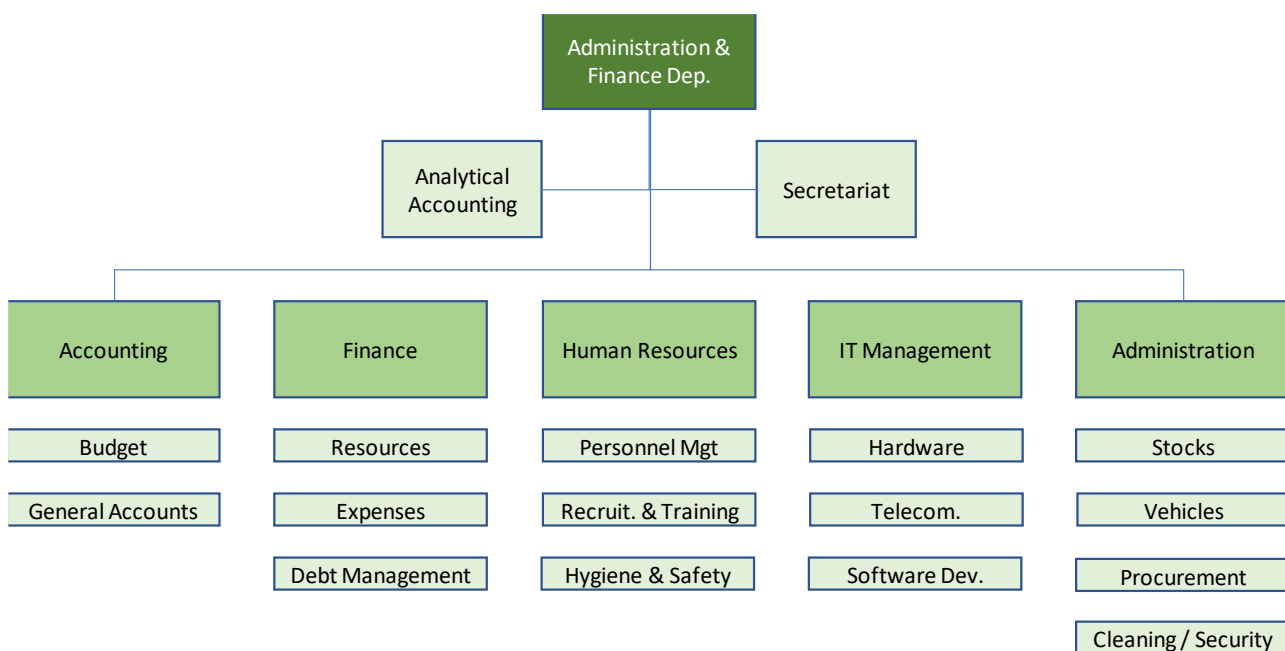 Administration &
Finance Dep.
Analytical
Accounting
Secretariat
Accounting
Finance
Human Resources
IT Management
Administration
Budget
Resources
Personnel Mgt
Hardware
Stocks
General Accounts
Expenses
Recruit. & Training
Telecom.
Vehicles
Debt Management
Hygiene & Safety
Software Dev.
Procurement
Cleaning / Security